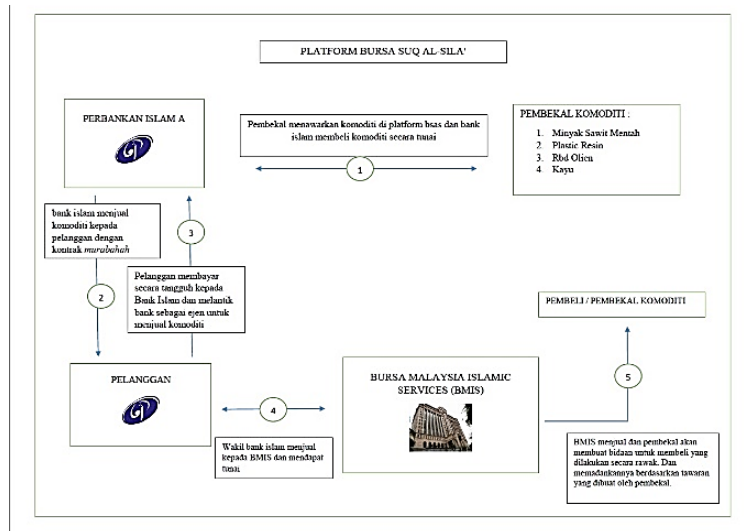 PLATFORM BURSA SUQ AL-SILA'
PERBANKAN ISLAM A
Pembekal menawarkan komoditi di platform bsas dan bank
islam membeli komoditi secara tunai
1
PEMBEKAL KOMODITI :
1. Minyak Sawit Mentah
2. Plastic Resin
3. Rbd Olien
4. Kayu
bank islam menjual
komoditi kepada
pelanggan dengan
kontrak murabahah
2
3
Pelanggan membayar
secara tangguh kepada
Bank Islam dan melantik
bank sebagai ejen untuk
menjual komoditi
PELANGGAN
4
Wakil bank islam menjual
kepada BMIS dan mendapat
tunai
BURSA MALAYSIA ISLAMIC
SERVICES (BMIS)
PEMBELI / PEMBEKAL KOMODITI
5
BMIS menjual dan pembekal akan
membuat bidaan untuk membeli yang
dilakukan secara rawak. Dan
memadankannya berdasarkan tawaran
yang dibuat oleh pembekal.